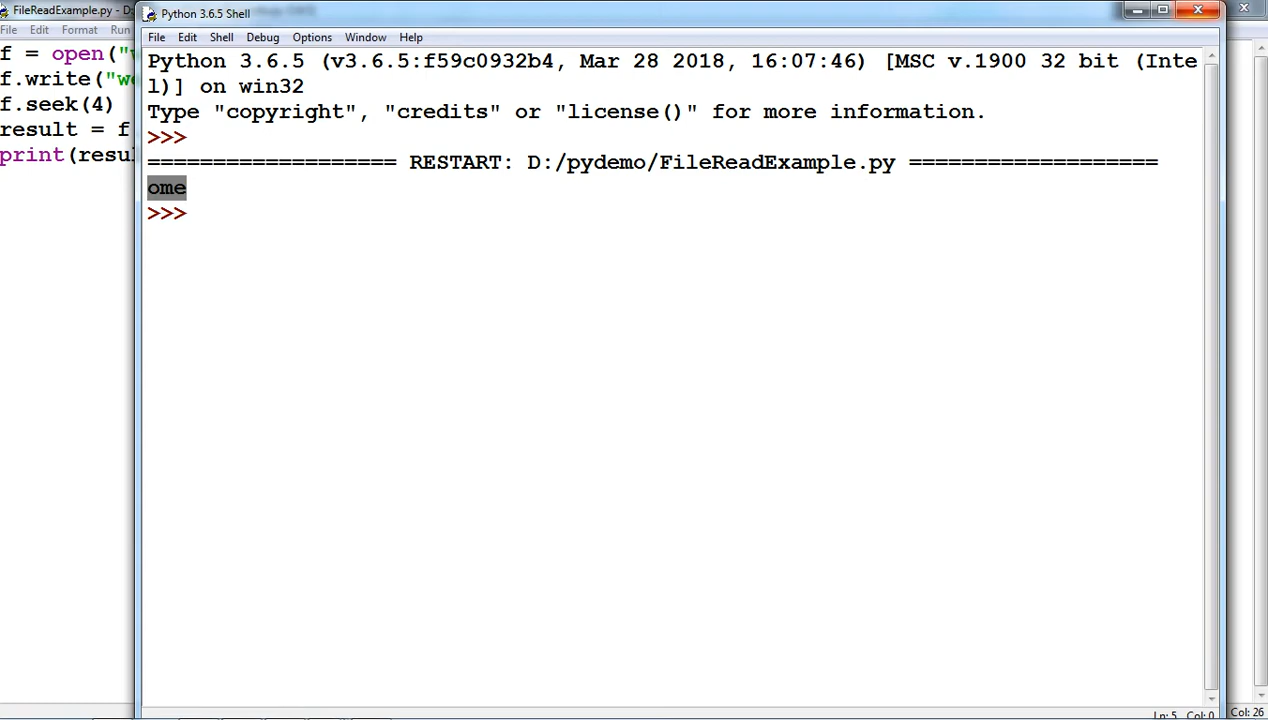 FileReadExample.py - D:
File Edit Format Run
f = open("
f.write("we
f.seek(4)
result = f
print(resul
Python 3.6.5 Shell
File Edit Shell Debug Options Window Help
Python 3.6.5 (v3.6.5:f59c0932b4, Mar 28 2018, 16:07:46) [MSC v.1900 32 bit (Inte
l)] on win32
Type "copyright", "credits" or "license()" for more information.
>>>
=================== RESTART: D:/pydemo/FileReadExample.py ===================
ome
>>>
Ln: 5 Col: 0
Col: 26